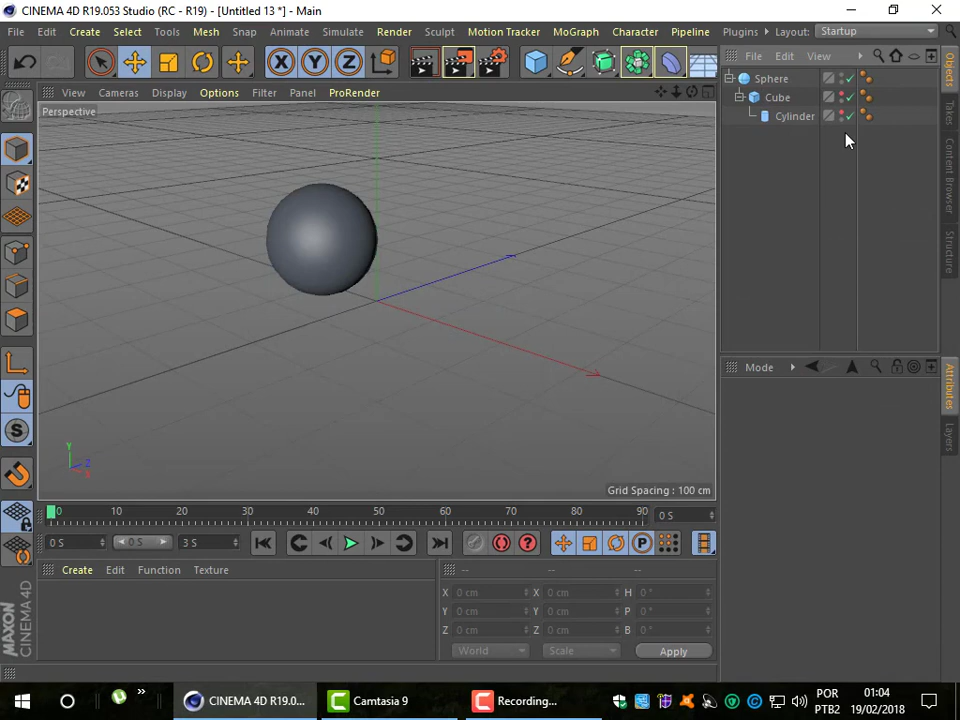 CINEMA 4D R19.053 Studio (RC - R19) - [Untitled 13 *] - Main
File Edit Create Select Tools Mesh Snap Animate Simulate Render Motion Tracker MoGraph Character Pipeline Plugins Layout: Startup
X Y Z
File Edit View
View Cameras Display Options Filter Panel ProRender
Perspective
Sphere
Cube
Cylinder
Objects
Takes
Content Browser
Structure
Mode
Attributes
Layers
Y
Z
X
Grid Spacing : 100 cm
0 10 20 30 40 50 60 70 80 90 0 S
0 S 0 S 3 S
Create Edit Function Texture
-- -- --
X 0 cm X 0 cm H 0 °
Y 0 cm Y 0 cm P 0 °
Z 0 cm Z 0 cm B 0 °
World Scale Apply
MAXON
CINEMA 4D
CINEMA 4D R19.0... Camtasia 9 Recording...
POR
PTB2
01:04
19/02/2018